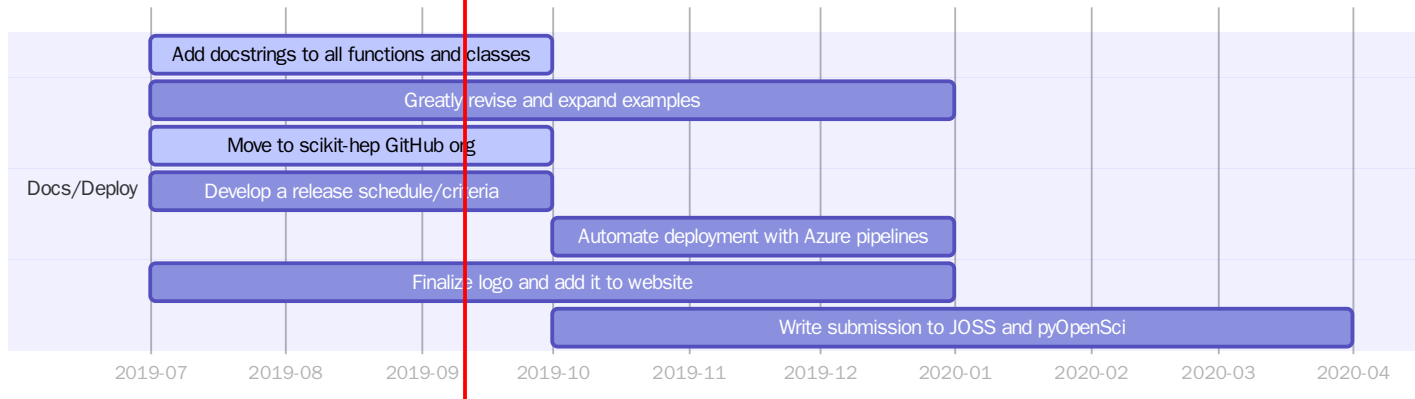 Add docstrings to all functions and classes
Greatly revise and expand examples
Move to scikit-hep GitHub org
Docs/Deploy
Develop a release schedule/criteria
Automate deployment with Azure pipelines
Finalize logo and add it to website
Write submission to JOSS and pyOpenSci
2019-07 2019-08 2019-09 2019-10 2019-11 2019-12 2020-01 2020-02 2020-03 2020-04